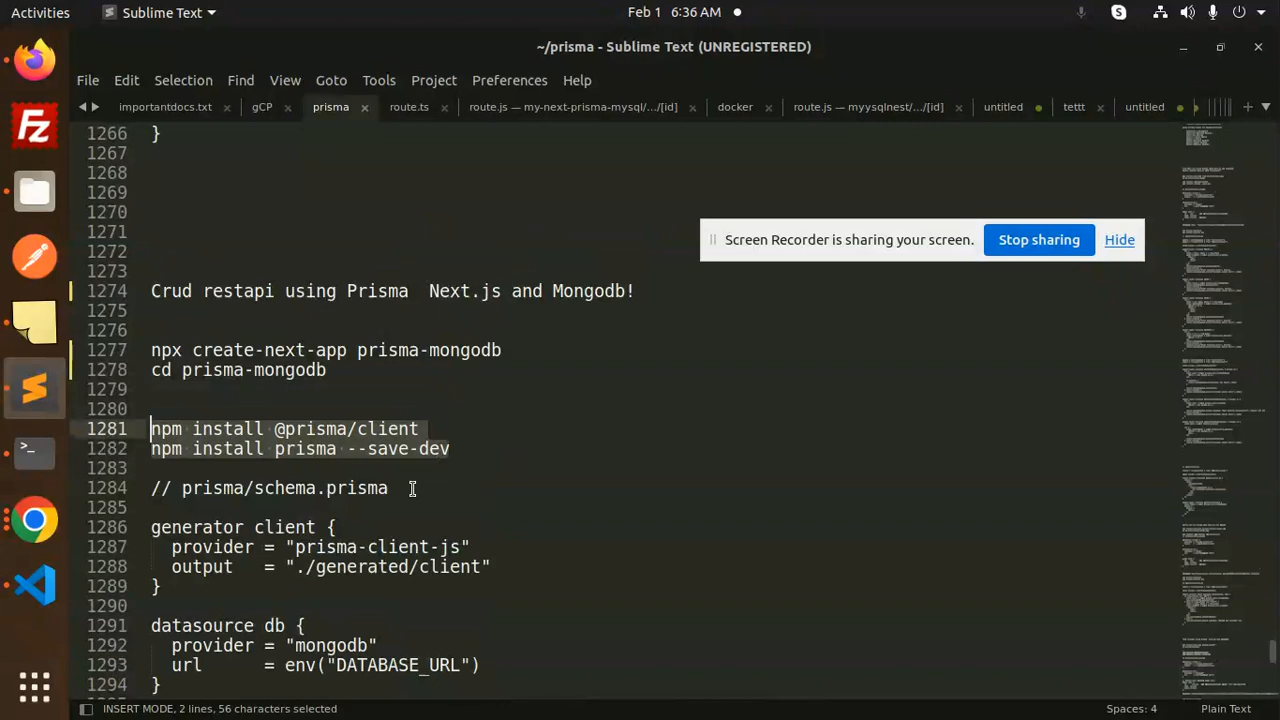 Activities
Sublime Text
Feb 1 6:36 AM
~/prisma - Sublime Text (UNREGISTERED)
File Edit Selection Find View Goto Tools Project Preferences Help
importantdocs.txt gCP prisma route.ts route.js — my-next-prisma-mysql/.../[id] docker route.js — myysqlnest/.../[id] untitled tettt untitled
1266 }
1267
1268
1269
1270
1271
1272
1273
Screen Recorder is sharing your screen. Stop sharing Hide
1274 Crud restapi using Prisma  Next.js and Mongodb!
1275
1276
1277 npx create-next-app prisma-mongodb
1278 cd prisma-mongodb
1279
1280
1281 npm install @prisma/client
1282 npm install prisma --save-dev
1283
1284 // prisma/schema.prisma
1285
1286 generator client {
1287   provider = "prisma-client-js"
1288   output   = "./generated/client"
1289 }
1290
1291 datasource db {
1292   provider = "mongodb"
1293   url      = env("DATABASE_URL")
1294 }
INSERT MODE, 2 lines, 56 characters selected
Spaces: 4
Plain Text